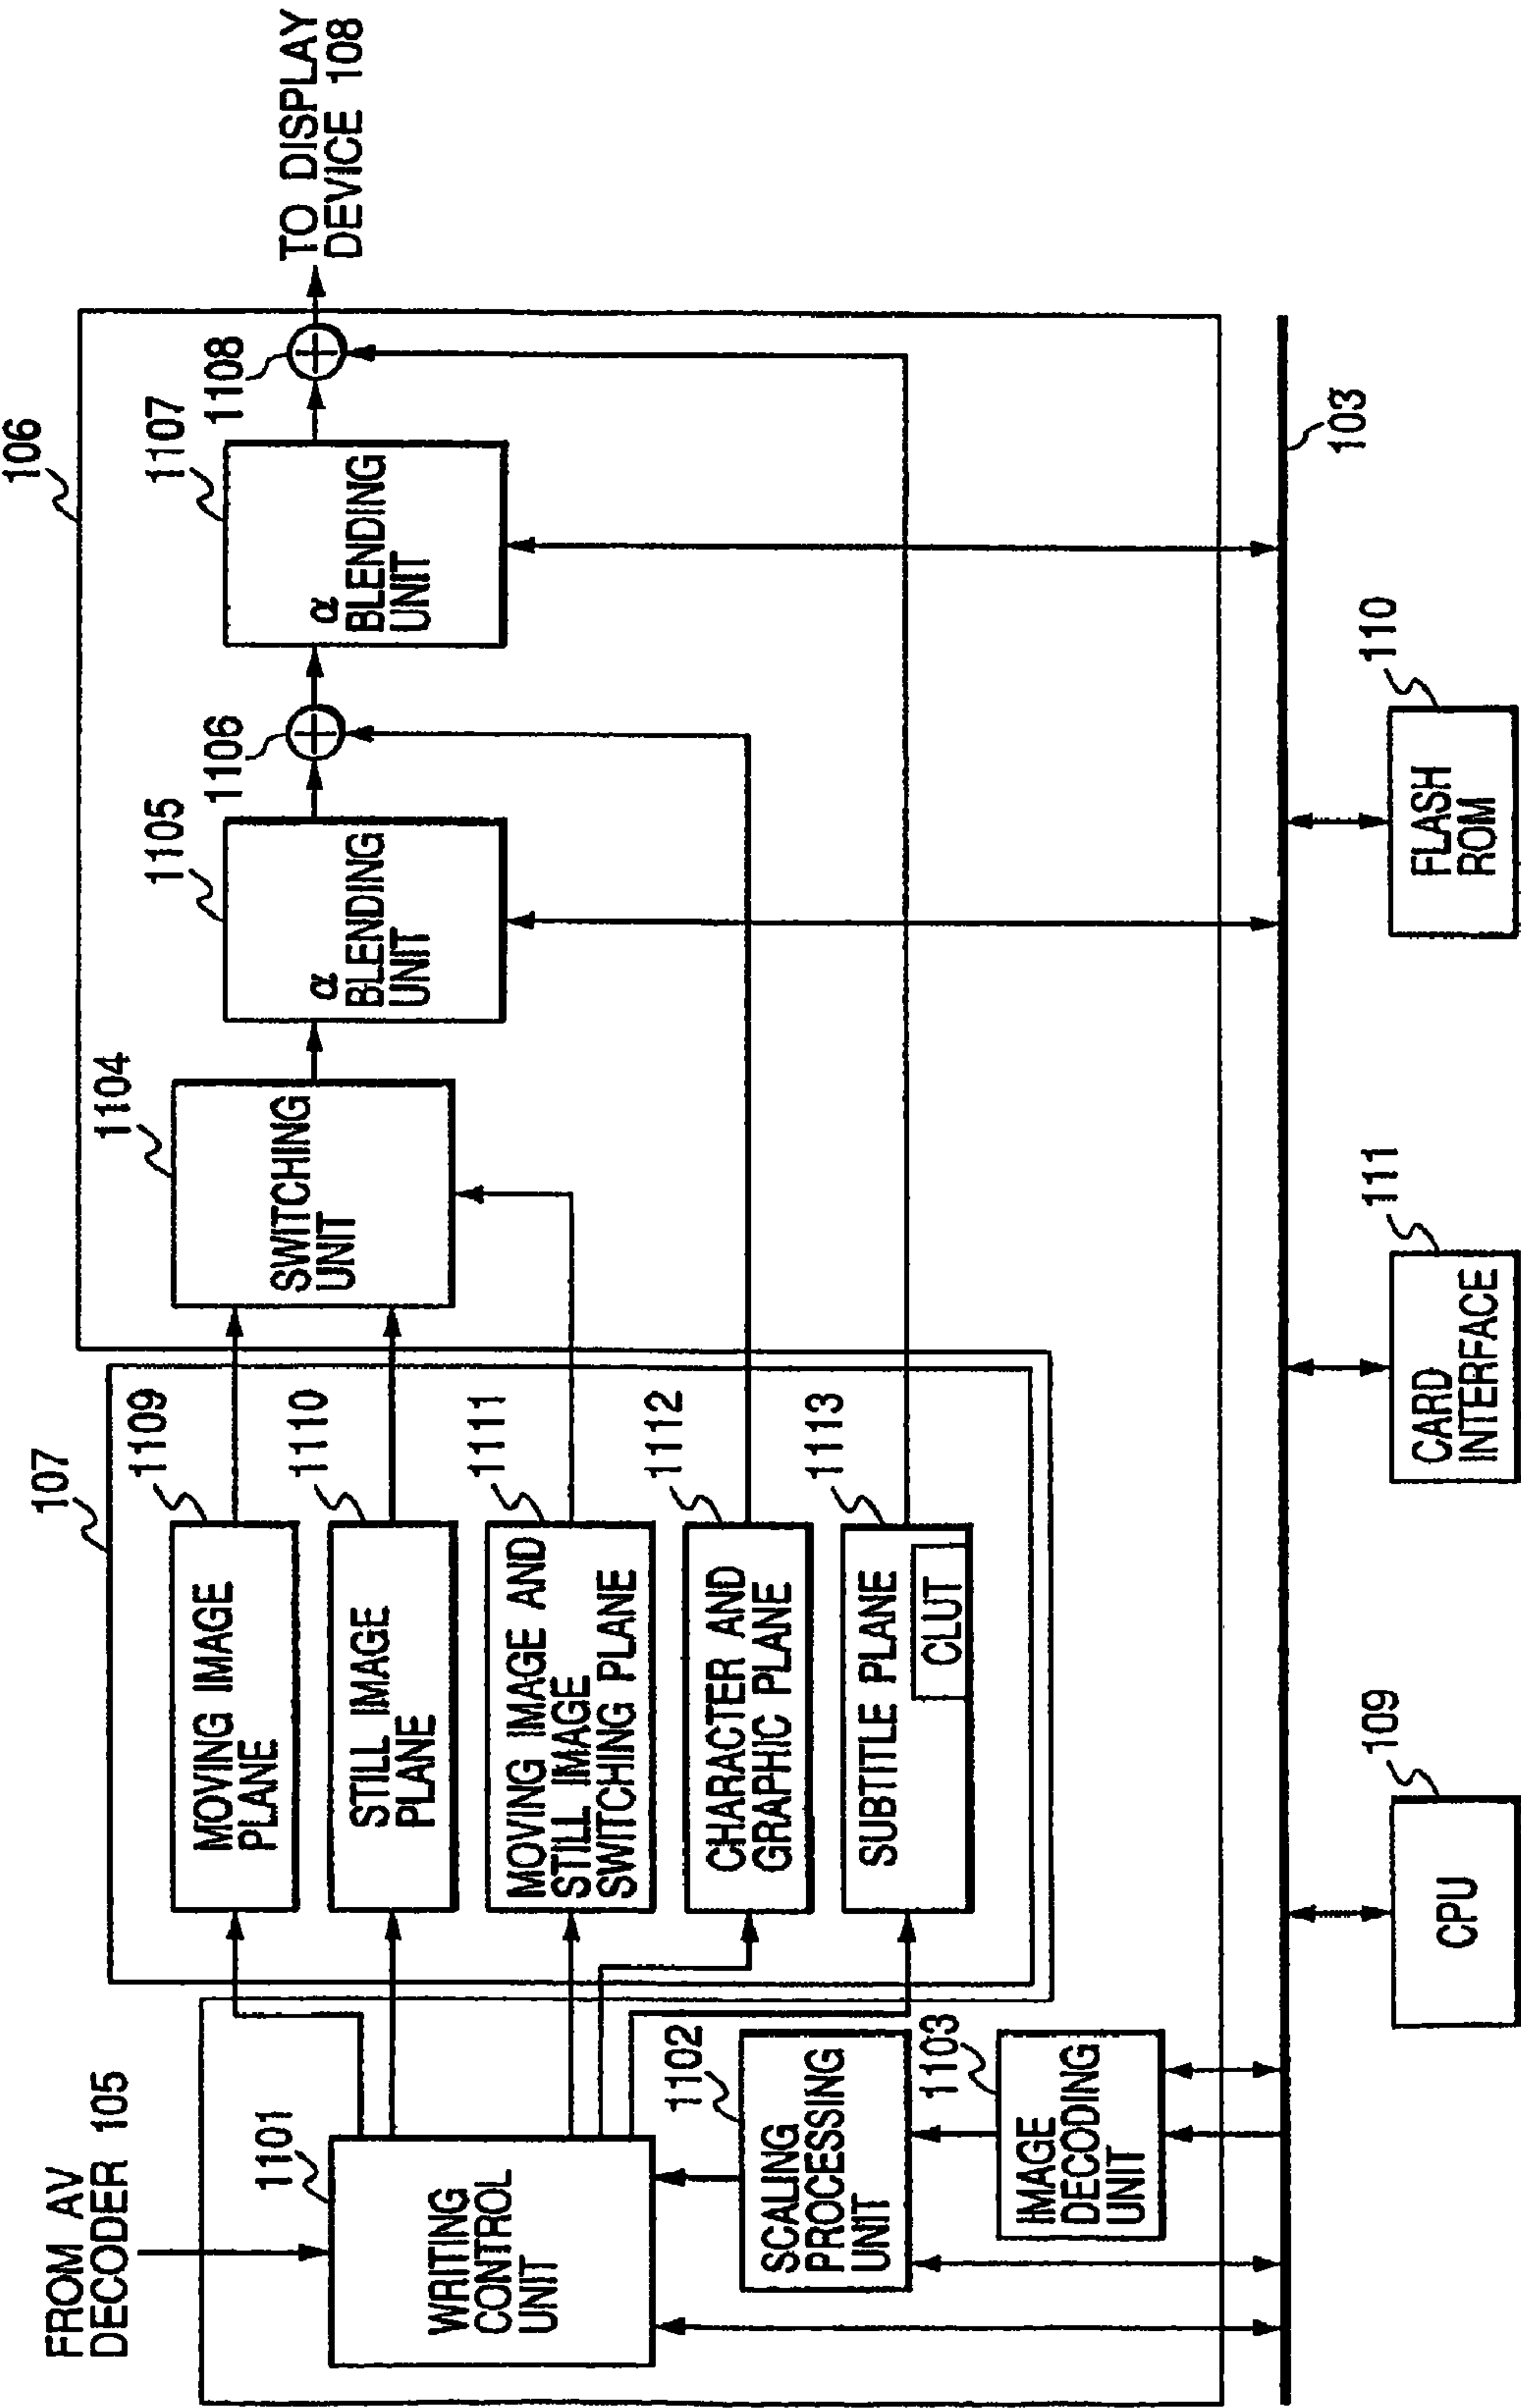 106
TO DISPLAY
DEVICE 108
107
1104
1105
1106
1107
1108
FROM AV
DECODER 105
1101
WRITING
CONTROL
UNIT
1109
MOVING IMAGE
PLANE
1110
STILL IMAGE
PLANE
1111
MOVING IMAGE AND
STILL IMAGE
SWITCHING PLANE
1112
CHARACTER AND
GRAPHIC PLANE
1113
SUBTITLE PLANE
CLUT
SWITCHING
UNIT
α
BLENDING
UNIT
α
BLENDING
UNIT
1102
SCALING
PROCESSING
UNIT
1103
IMAGE
DECODING
UNIT
103
109
CPU
111
CARD
INTERFACE
110
FLASH
ROM